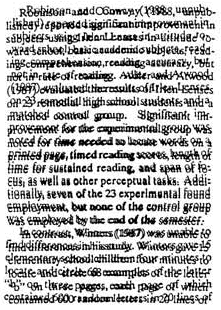 Robinson and Conway (1988, unpub-
lished) reported significant improvement in
subjects using Irlen Lenses in attitude to-
ward school, basic academic subjects, read-
ing comprehension, reading accuracy, but
not in rate of reading. Adler and Atwood
(1987) evaluated the results of Irlen lenses
on 23 remedial high school students and a
matched control group. Significant im-
provement for the experimental group was
noted for time needed to locate words on a
printed page, timed reading scores, length of
time for sustained reading, and span of fo-
cus, as well as other perceptual tasks. Addi-
tionally, seven of the 23 experimental found
employment, but none of the control group
was employed by the end of the semester.
In contrast, Winters (1987) was unable to
find differences in his study. Winters gave 15
elementary school children four minutes to
locate and circle 68 examples of the letter
"b" on three pages, each page of which
contained 600 random letters in 20 lines of